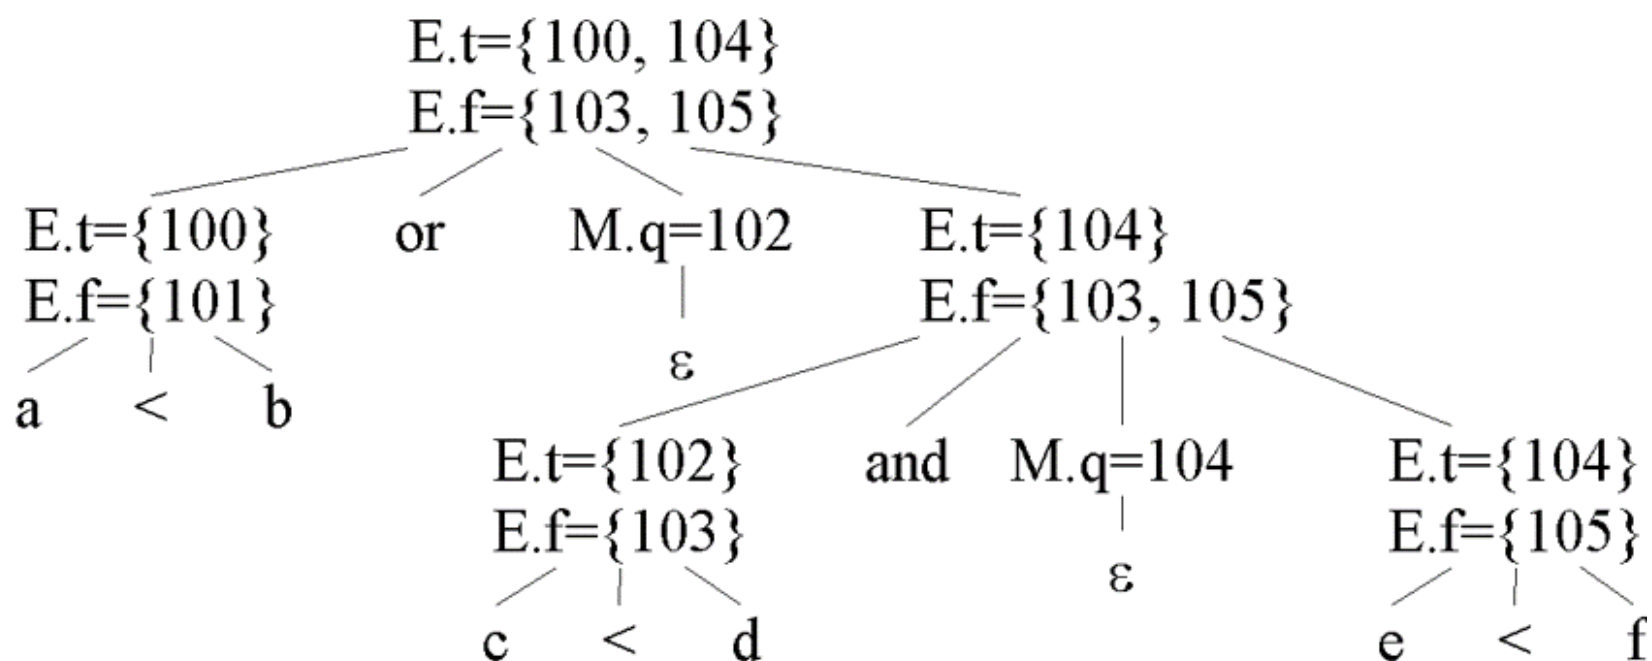 E.t={100, 104}
E.f={103, 105}
E.t={100} or M.q=102 E.t={104}
E.f={101} E.f={103, 105}
ε
a < b
E.t={102} and M.q=104 E.t={104}
E.f={103} E.f={105}
ε
c < d e < f